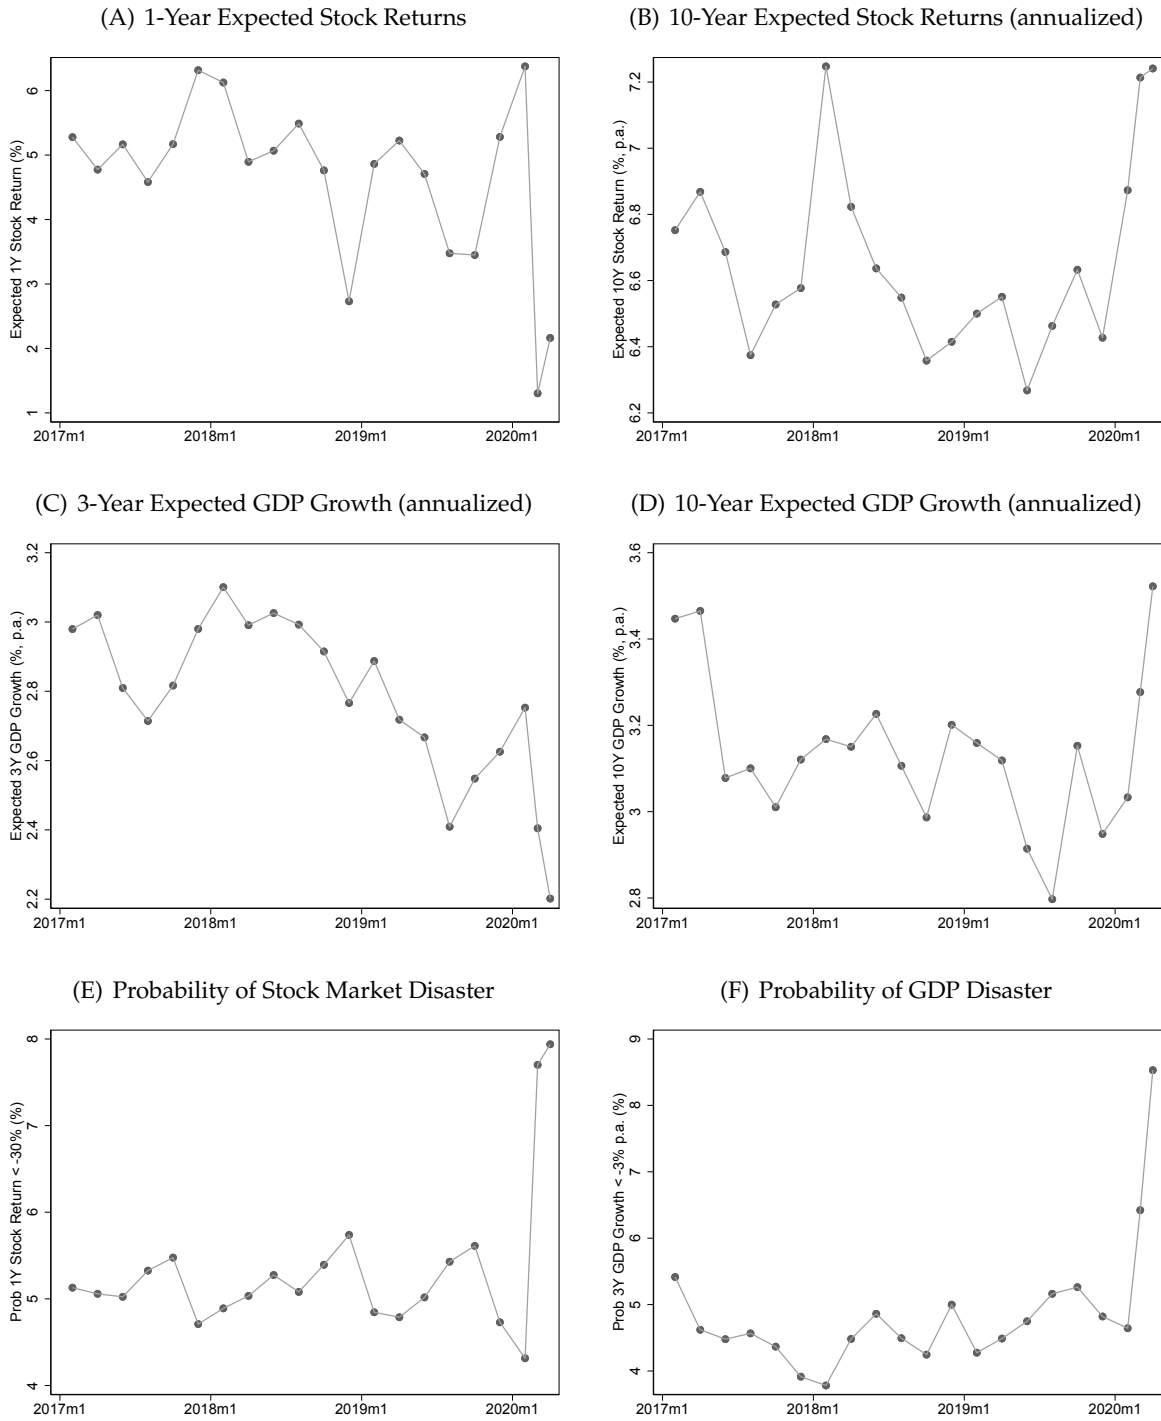 (A) 1-Year Expected Stock Returns
Expected 1Y Stock Return (%)
6
5
4
3
2
1
2017m1 2018m1 2019m1 2020m1
(B) 10-Year Expected Stock Returns (annualized)
Expected 10Y Stock Return (%, p.a.)
7.2
7
6.8
6.6
6.4
6.2
2017m1 2018m1 2019m1 2020m1
(C) 3-Year Expected GDP Growth (annualized)
Expected 3Y GDP Growth (%, p.a.)
3.2
3
2.8
2.6
2.4
2.2
2017m1 2018m1 2019m1 2020m1
(D) 10-Year Expected GDP Growth (annualized)
Expected 10Y GDP Growth (%, p.a.)
3.6
3.4
3.2
3
2.8
2017m1 2018m1 2019m1 2020m1
(E) Probability of Stock Market Disaster
Prob 1Y Stock Return < -30% (%)
8
7
6
5
4
2017m1 2018m1 2019m1 2020m1
(F) Probability of GDP Disaster
Prob 3Y GDP Growth < -3% p.a. (%)
9
8
7
6
5
4
2017m1 2018m1 2019m1 2020m1